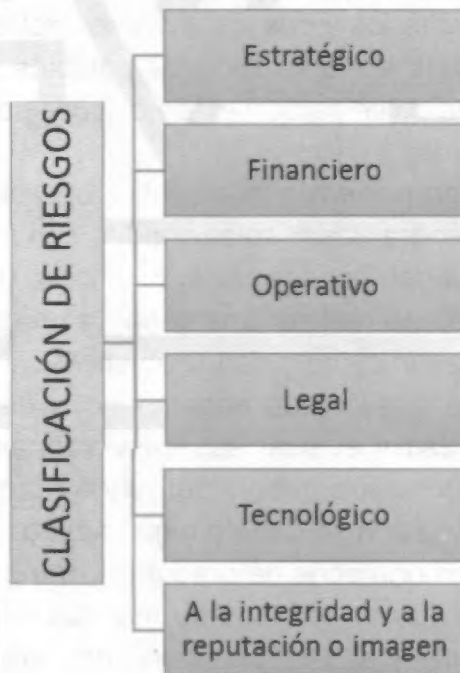 CLASIFICACIÓN DE RIESGOS
Estratégico
Financiero
Operativo
Legal
Tecnológico
A la integridad y a la
reputación o imagen